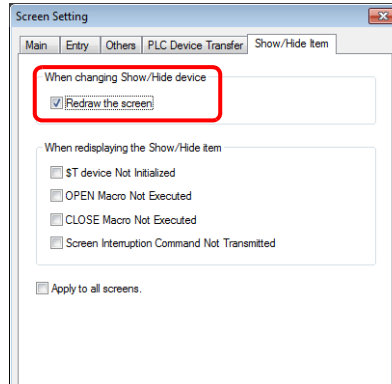 Screen Setting
Main Entry Others PLC Device Transfer Show/Hide Item
When changing Show/Hide device
Redraw the screen
When redisplaying the Show/Hide item
$T device Not Initialized
OPEN Macro Not Executed
CLOSE Macro Not Executed
Screen Interruption Command Not Transmitted
Apply to all screens.